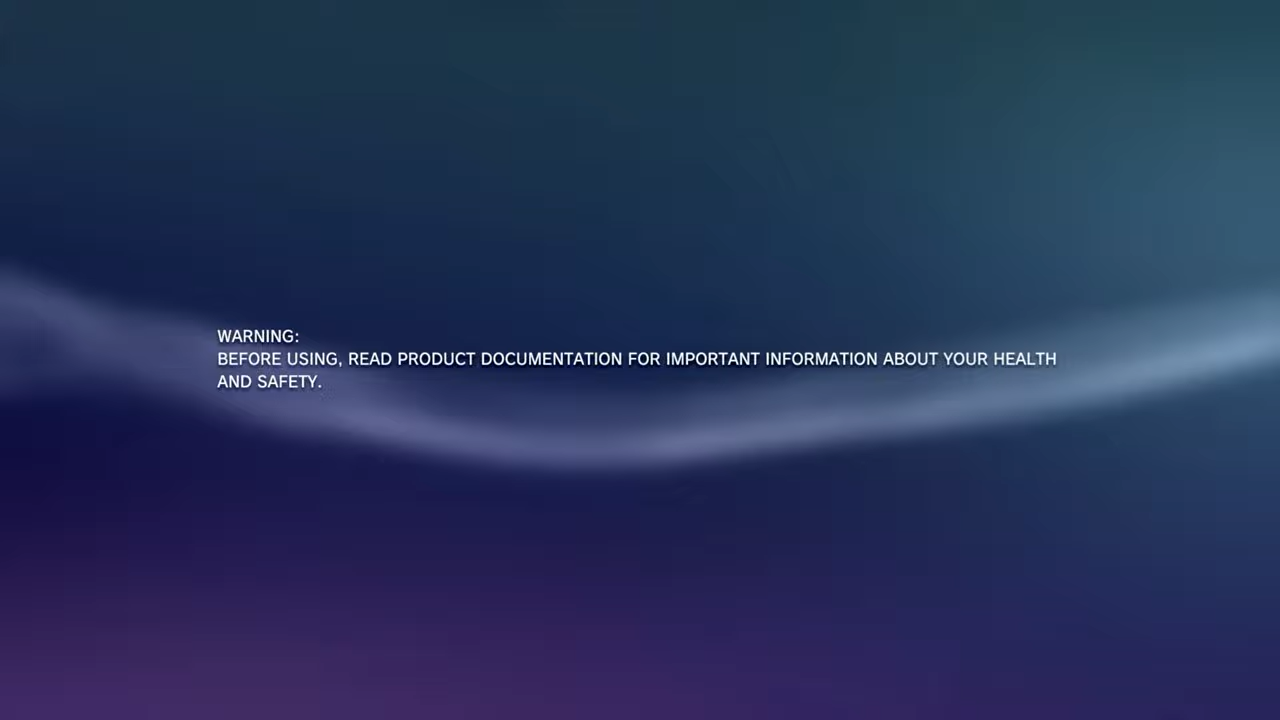 WARNING:
BEFORE USING, READ PRODUCT DOCUMENTATION FOR IMPORTANT INFORMATION ABOUT YOUR HEALTH
AND SAFETY.